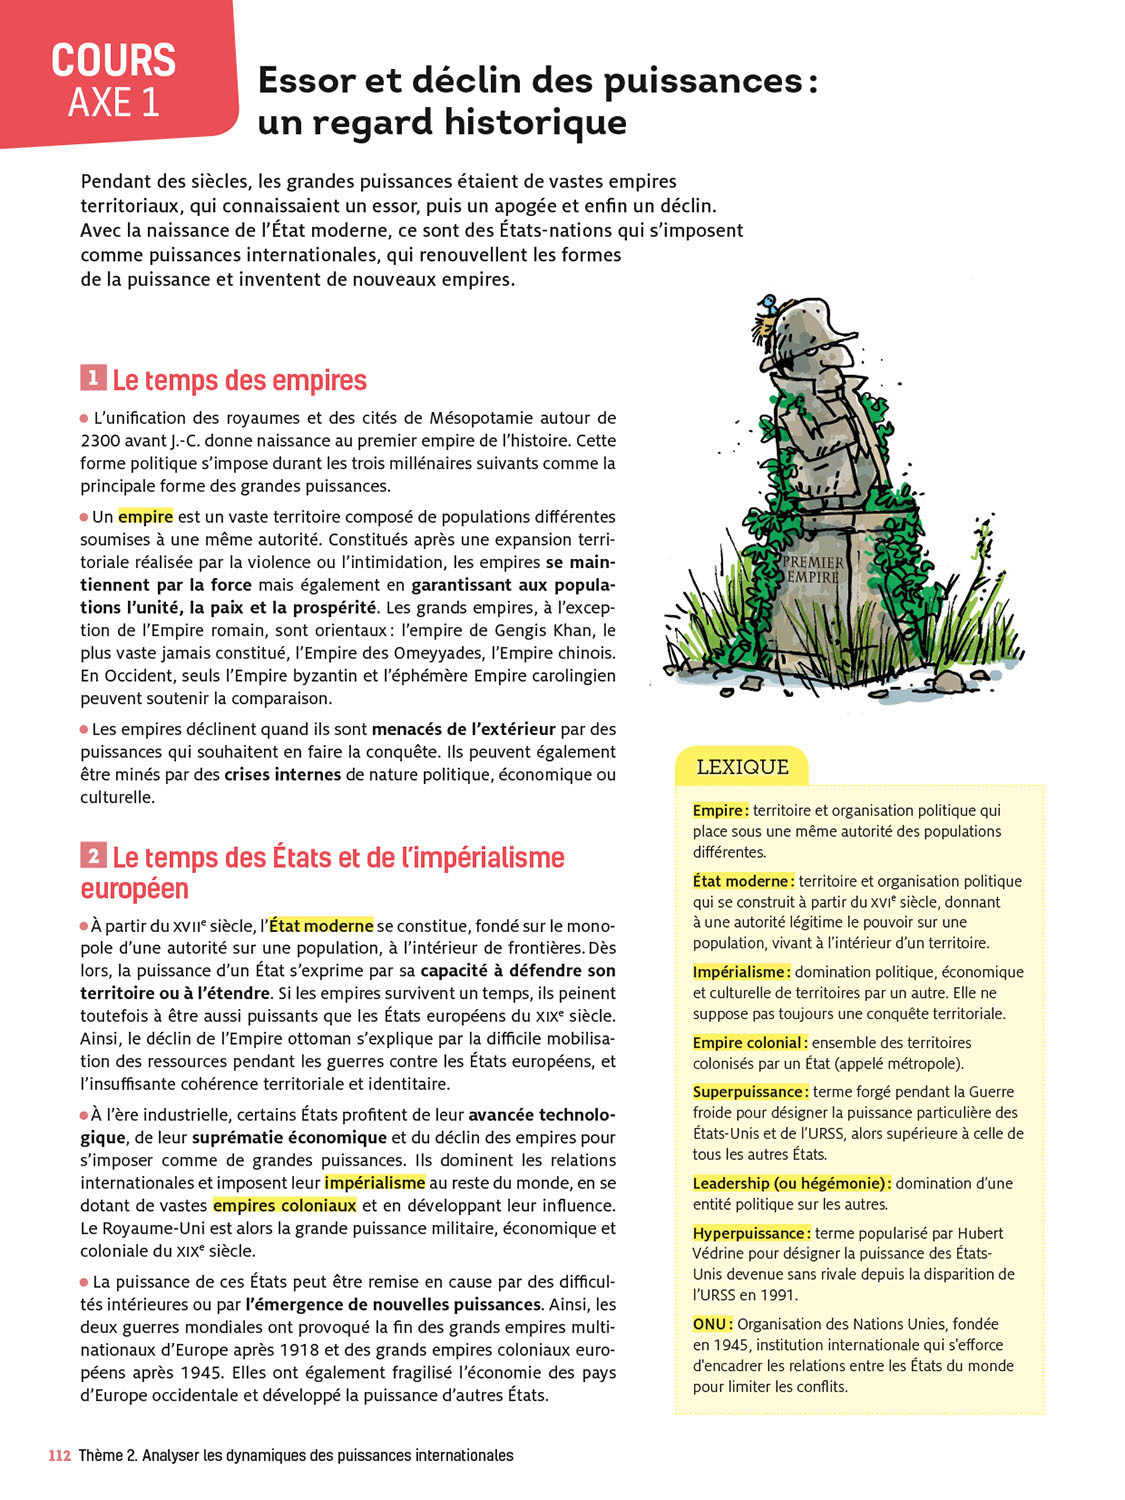 COURS
AXE 1
Essor et déclin des puissances :
un regard historique
Pendant des siècles, les grandes puissances étaient de vastes empires
territoriaux, qui connaissaient un essor, puis un apogée et enfin un déclin.
Avec la naissance de l’État moderne, ce sont des États-nations qui s’imposent
comme puissances internationales, qui renouvellent les formes
de la puissance et inventent de nouveaux empires.
1 Le temps des empires
● L’unification des royaumes et des cités de Mésopotamie autour de
2300 avant J.-C. donne naissance au premier empire de l’histoire. Cette
forme politique s’impose durant les trois millénaires suivants comme la
principale forme des grandes puissances.
● Un empire est un vaste territoire composé de populations différentes
soumises à une même autorité. Constitués après une expansion terri-
toriale réalisée par la violence ou l’intimidation, les empires se main-
tiennent par la force mais également en garantissant aux popula-
tions l’unité, la paix et la prospérité. Les grands empires, à l’excep-
tion de l’Empire romain, sont orientaux : l’empire de Gengis Khan, le
plus vaste jamais constitué, l’Empire des Omeyyades, l’Empire chinois.
En Occident, seuls l’Empire byzantin et l’éphémère Empire carolingien
peuvent soutenir la comparaison.
● Les empires déclinent quand ils sont menacés de l’extérieur par des
puissances qui souhaitent en faire la conquête. Ils peuvent également
être minés par des crises internes de nature politique, économique ou
culturelle.
2 Le temps des États et de l’impérialisme
européen
● À partir du XVIIe siècle, l’État moderne se constitue, fondé sur le mono-
pole d’une autorité sur une population, à l’intérieur de frontières. Dès
lors, la puissance d’un État s’exprime par sa capacité à défendre son
territoire ou à l’étendre. Si les empires survivent un temps, ils peinent
toutefois à être aussi puissants que les États européens du XIXe siècle.
Ainsi, le déclin de l’Empire ottoman s’explique par la difficile mobilisa-
tion des ressources pendant les guerres contre les États européens, et
l’insuffisante cohérence territoriale et identitaire.
● À l’ère industrielle, certains États profitent de leur avancée technolo-
gique, de leur suprématie économique et du déclin des empires pour
s’imposer comme de grandes puissances. Ils dominent les relations
internationales et imposent leur impérialisme au reste du monde, en se
dotant de vastes empires coloniaux et en développant leur influence.
Le Royaume-Uni est alors la grande puissance militaire, économique et
coloniale du XIXe siècle.
● La puissance de ces États peut être remise en cause par des difficul-
tés intérieures ou par l’émergence de nouvelles puissances. Ainsi, les
deux guerres mondiales ont provoqué la fin des grands empires multi-
nationaux d’Europe après 1918 et des grands empires coloniaux euro-
péens après 1945. Elles ont également fragilisé l’économie des pays
d’Europe occidentale et développé la puissance d’autres États.
PREMIER
EMPIRE
LEXIQUE
Empire : territoire et organisation politique qui
place sous une même autorité des populations
différentes.
État moderne : territoire et organisation politique
qui se construit à partir du XVIe siècle, donnant
à une autorité légitime le pouvoir sur une
population, vivant à l’intérieur d’un territoire.
Impérialisme : domination politique, économique
et culturelle de territoires par un autre. Elle ne
suppose pas toujours une conquête territoriale.
Empire colonial : ensemble des territoires
colonisés par un État (appelé métropole).
Superpuissance : terme forgé pendant la Guerre
froide pour désigner la puissance particulière des
États-Unis et de l’URSS, alors supérieure à celle de
tous les autres États.
Leadership (ou hégémonie) : domination d’une
entité politique sur les autres.
Hyperpuissance : terme popularisé par Hubert
Védrine pour désigner la puissance des États-
Unis devenue sans rivale depuis la disparition de
l’URSS en 1991.
ONU : Organisation des Nations Unies, fondée
en 1945, institution internationale qui s'efforce
d'encadrer les relations entre les États du monde
pour limiter les conflits.
112 Thème 2. Analyser les dynamiques des puissances internationales